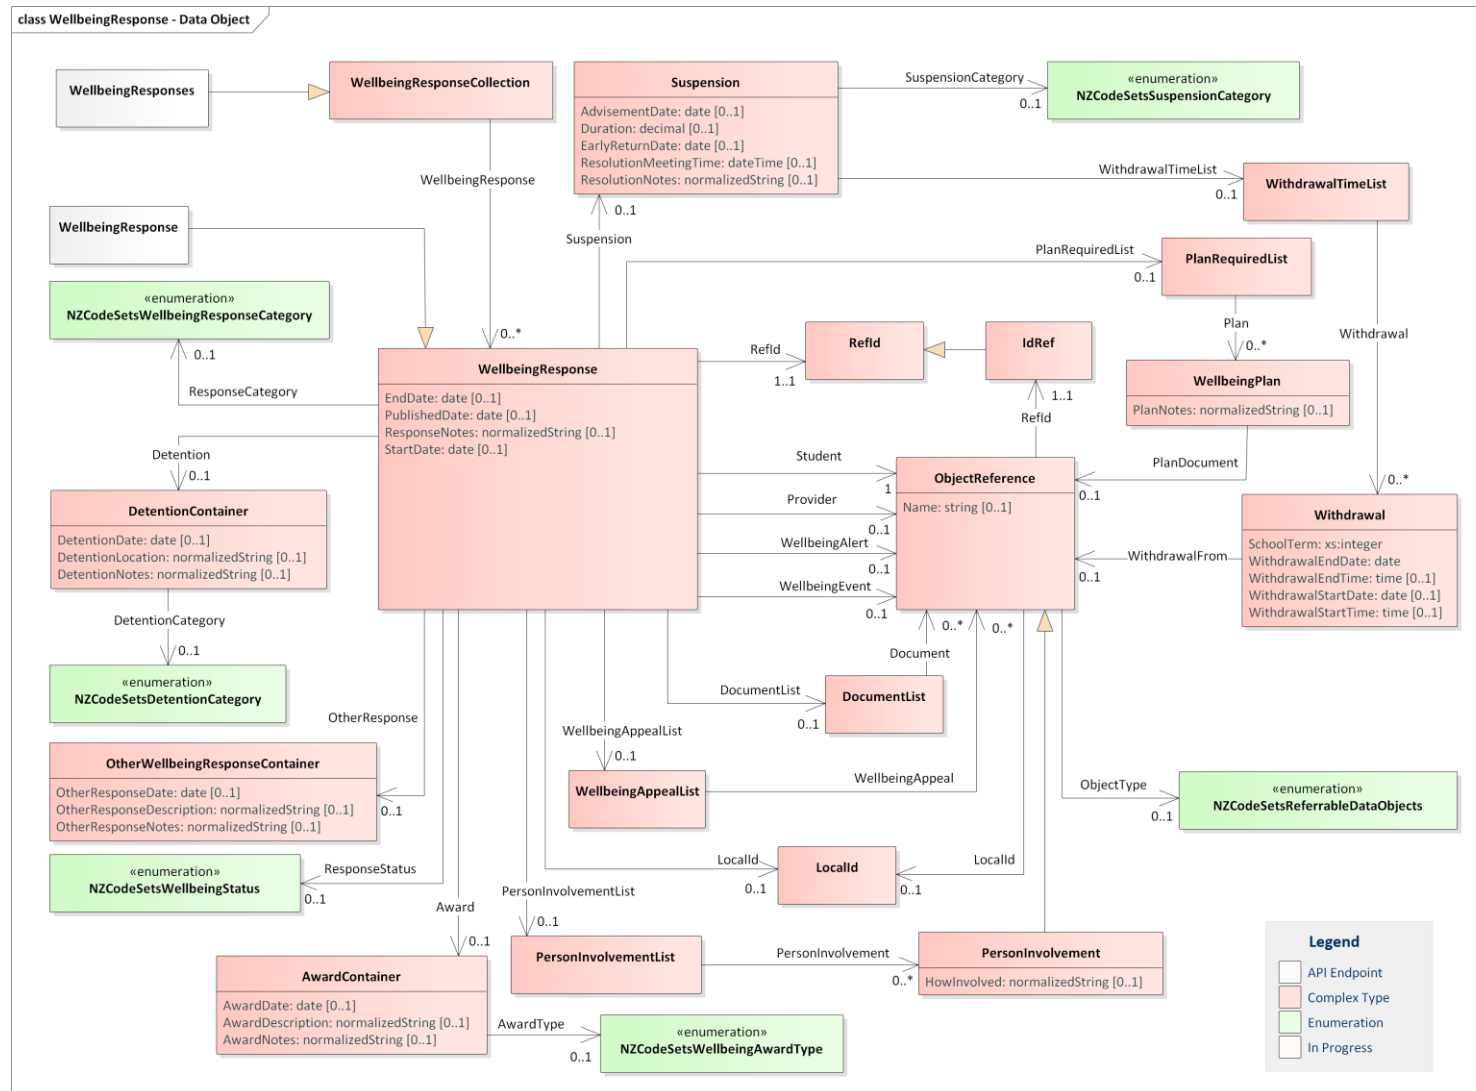 class WellbeingResponse - Data Object
WellbeingResponses
WellbeingResponseCollection
Suspension
AdvisementDate: date [0..1]
Duration: decimal [0..1]
EarlyReturnDate: date [0..1]
ResolutionMeetingTime: dateTime [0..1]
ResolutionNotes: normalizedString [0..1]
SuspensionCategory
0..1
«enumeration»
NZCodeSetsSuspensionCategory
WellbeingResponse
WithdrawalTimeList
0..1
WithdrawalTimeList
WellbeingResponse
0..1
Suspension
PlanRequiredList
0..1
PlanRequiredList
«enumeration»
NZCodeSetsWellbeingResponseCategory
0..1
ResponseCategory
0..*
Plan
0..*
Withdrawal
0..*
RefId
1..1
RefId
IdRef
1..1
RefId
WellbeingResponse
EndDate: date [0..1]
PublishedDate: date [0..1]
ResponseNotes: normalizedString [0..1]
StartDate: date [0..1]
WellbeingPlan
PlanNotes: normalizedString [0..1]
PlanDocument
0..1
Detention
0..1
Student
1
Provider
0..1
WellbeingAlert
0..1
WellbeingEvent
0..1
ObjectReference
Name: string [0..1]
DetentionContainer
DetentionDate: date [0..1]
DetentionLocation: normalizedString [0..1]
DetentionNotes: normalizedString [0..1]
WithdrawalFrom
0..1
Withdrawal
SchoolTerm: xs:integer
WithdrawalEndDate: date
WithdrawalEndTime: time [0..1]
WithdrawalStartDate: date [0..1]
WithdrawalStartTime: time [0..1]
DetentionCategory
0..1
«enumeration»
NZCodeSetsDetentionCategory
0..*
Document
0..*
DocumentList
0..1
DocumentList
OtherResponse
0..1
OtherWellbeingResponseContainer
OtherResponseDate: date [0..1]
OtherResponseDescription: normalizedString [0..1]
OtherResponseNotes: normalizedString [0..1]
WellbeingAppealList
0..1
WellbeingAppealList
WellbeingAppeal
ObjectType
0..1
«enumeration»
NZCodeSetsReferrableDataObjects
«enumeration»
NZCodeSetsWellbeingStatus
ResponseStatus
0..1
LocalId
0..1
LocalId
LocalId
0..1
Award
0..1
PersonInvolvementList
0..1
PersonInvolvementList
PersonInvolvement
0..*
PersonInvolvement
HowInvolved: normalizedString [0..1]
AwardContainer
AwardDate: date [0..1]
AwardDescription: normalizedString [0..1]
AwardNotes: normalizedString [0..1]
AwardType
0..1
«enumeration»
NZCodeSetsWellbeingAwardType
Legend
API Endpoint
Complex Type
Enumeration
In Progress